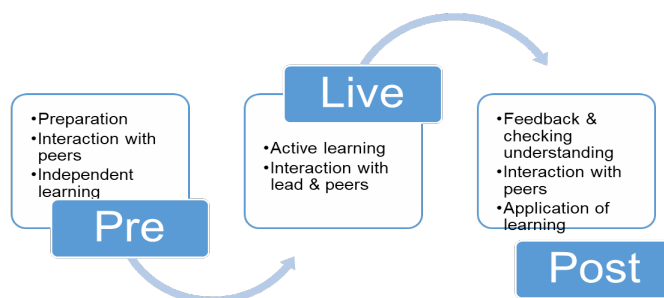 •Preparation
•Interaction with
peers
•Independent
learning
Pre
Live
•Active learning
•Interaction with
lead & peers
•Feedback &
checking
understanding
•Interaction with
peers
•Application of
learning
Post